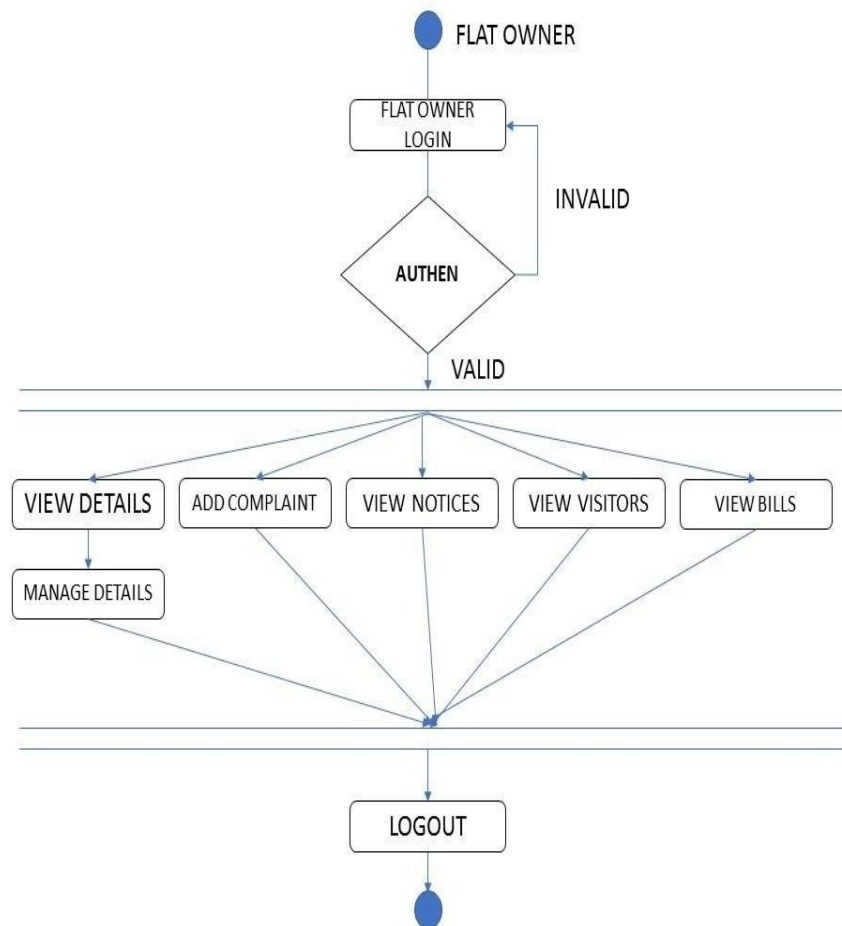 FLAT OWNER
FLAT OWNER
LOGIN
INVALID
AUTHEN
VALID
VIEW DETAILS
ADD COMPLAINT
VIEW NOTICES
VIEW VISITORS
VIEW BILLS
MANAGE DETAILS
LOGOUT